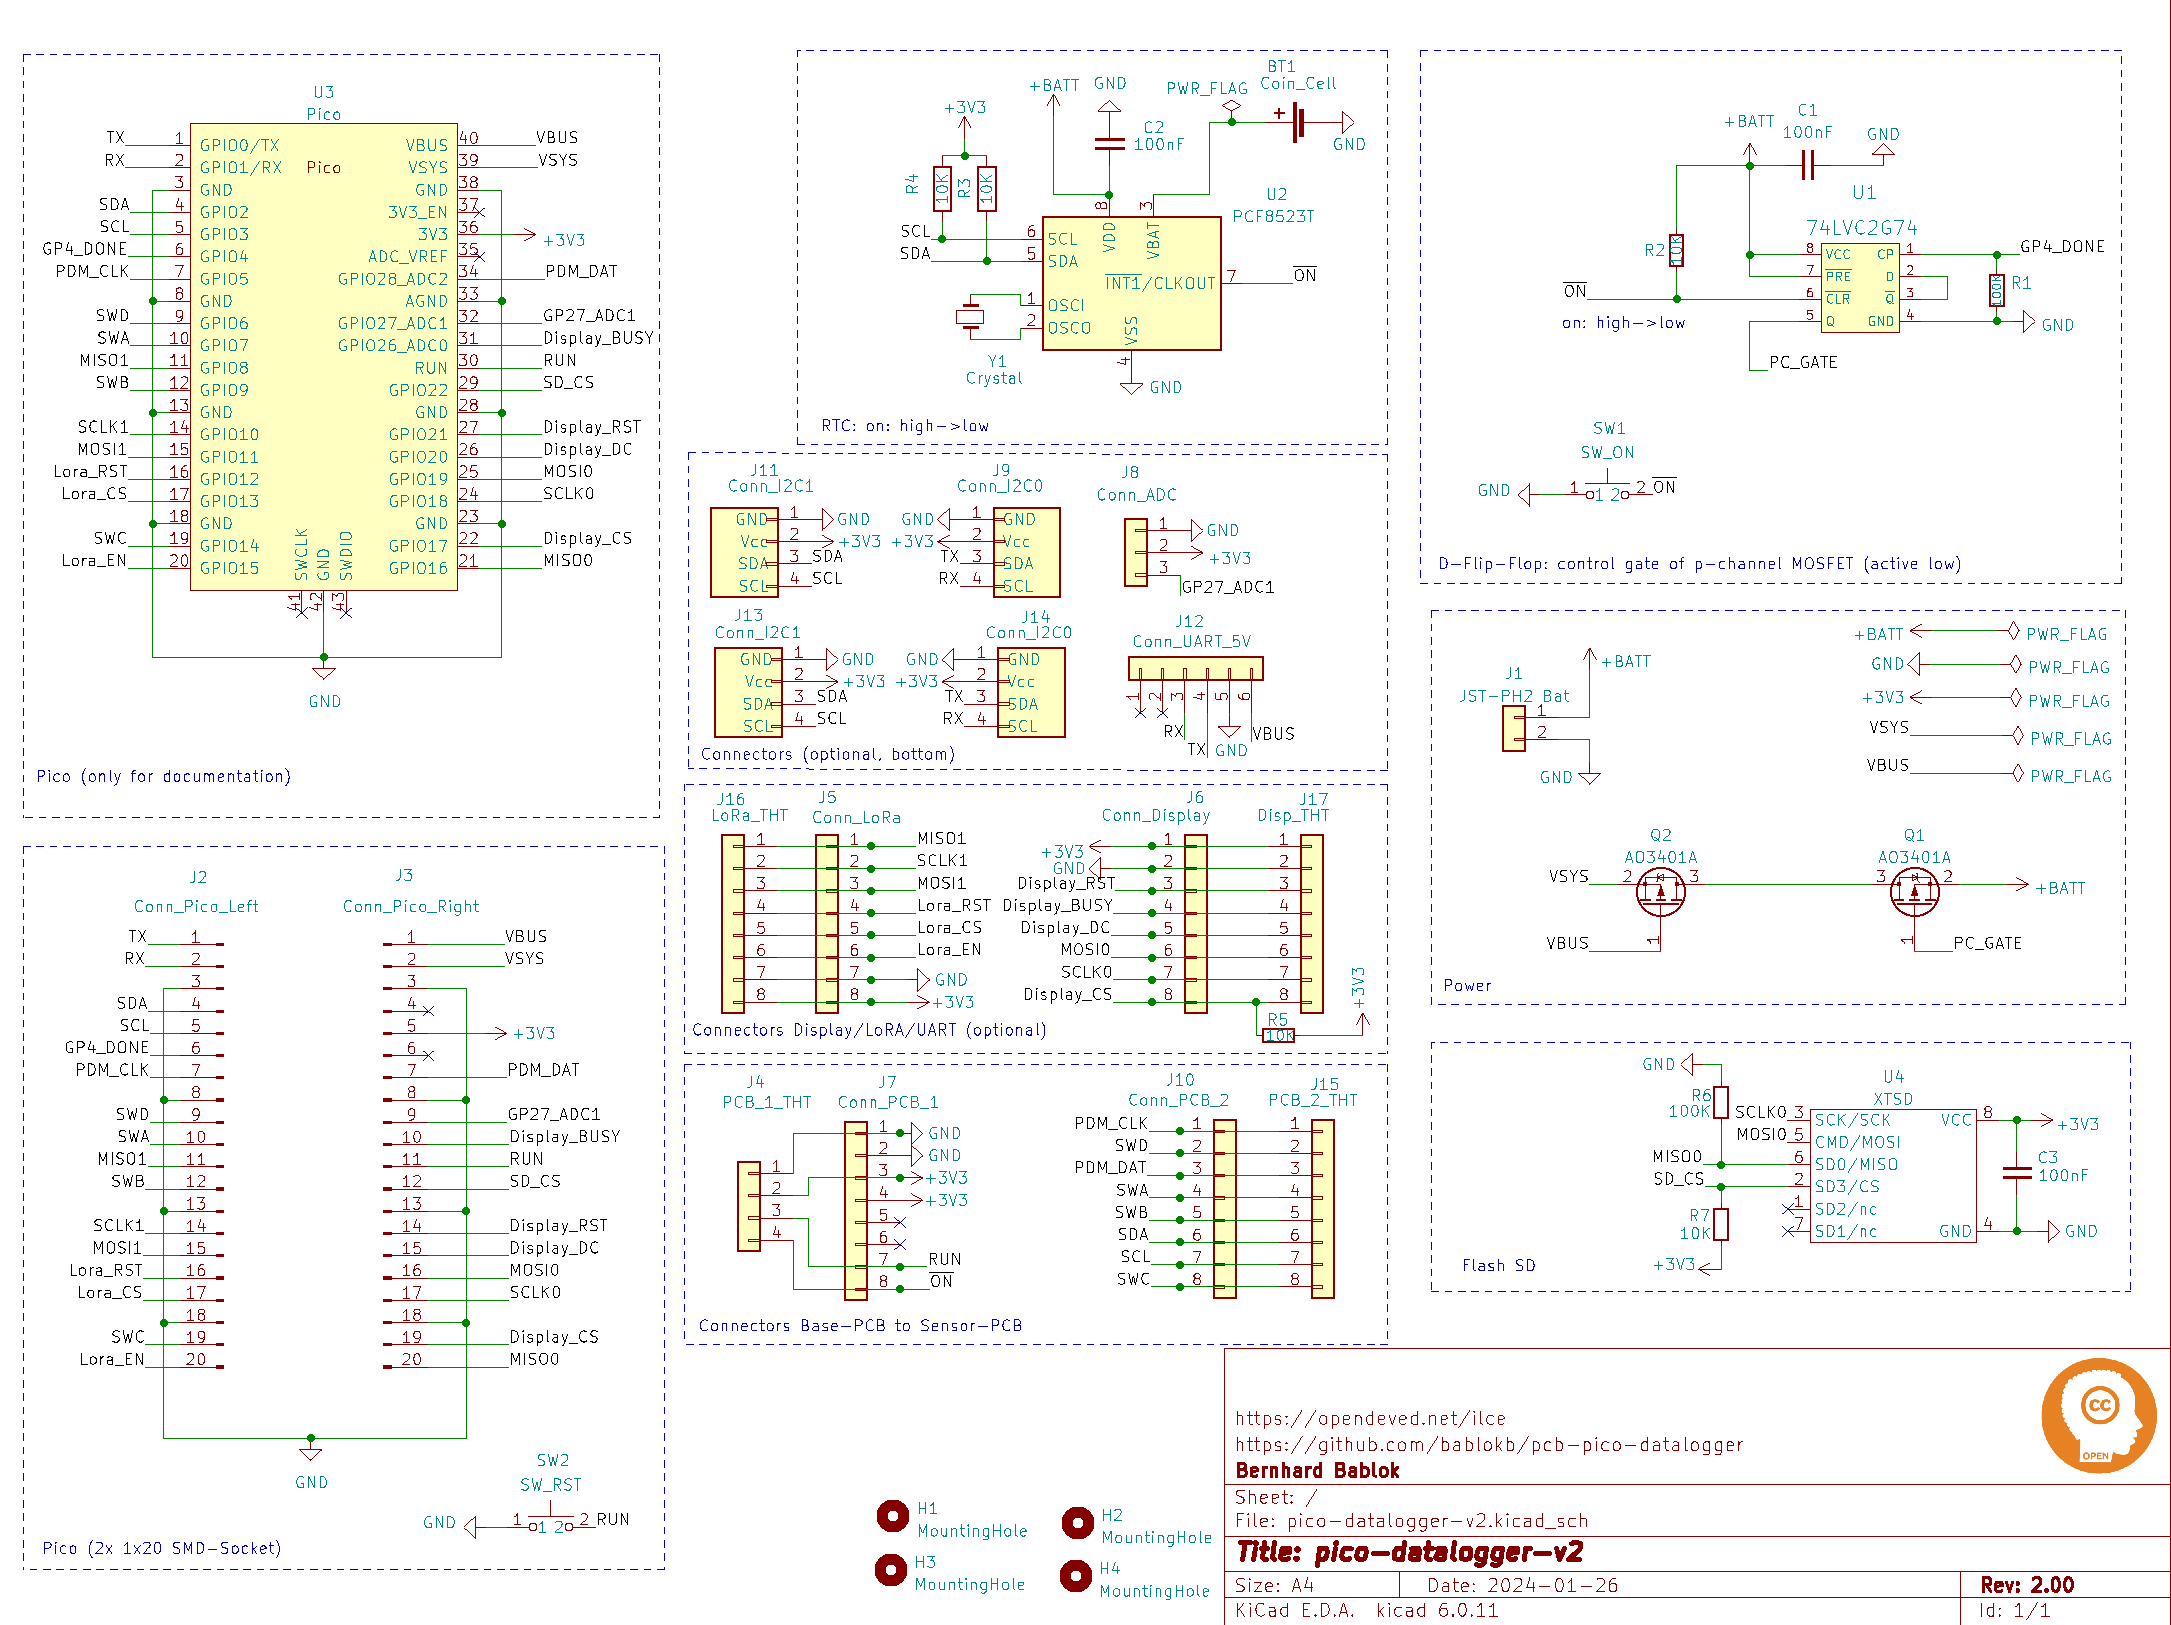 U3
Pico
Pico
TX 1 GPIO0/TX VBUS 40 VBUS
RX 2 GPIO1/RX VSYS 39 VSYS
3 GND GND 38
SDA 4 GPIO2 3V3_EN 37
SCL 5 GPIO3 3V3 36 +3V3
GP4_DONE 6 GPIO4 ADC_VREF 35
PDM_CLK 7 GPIO5 GPIO28_ADC2 34 PDM_DAT
8 GND AGND 33
SWD 9 GPIO6 GPIO27_ADC1 32 GP27_ADC1
SWA 10 GPIO7 GPIO26_ADC0 31 Display_BUSY
MISO1 11 GPIO8 RUN 30 RUN
SWB 12 GPIO9 GPIO22 29 SD_CS
13 GND GND 28
SCLK1 14 GPIO10 GPIO21 27 Display_RST
MOSI1 15 GPIO11 GPIO20 26 Display_DC
Lora_RST 16 GPIO12 GPIO19 25 MOSI0
Lora_CS 17 GPIO13 GPIO18 24 SCLK0
18 GND GND 23
SWC 19 GPIO14 GPIO17 22 Display_CS
Lora_EN 20 GPIO15 GPIO16 21 MISO0
SWCLK GND SWDIO
41 42 43
GND
Pico (only for documentation)
J2 J3
Conn_Pico_Left Conn_Pico_Right
TX 1 1 VBUS
RX 2 2 VSYS
3 3
SDA 4 4
SCL 5 5 +3V3
GP4_DONE 6 6
PDM_CLK 7 7 PDM_DAT
8 8
SWD 9 9 GP27_ADC1
SWA 10 10 Display_BUSY
MISO1 11 11 RUN
SWB 12 12 SD_CS
13 13
SCLK1 14 14 Display_RST
MOSI1 15 15 Display_DC
Lora_RST 16 16 MOSI0
Lora_CS 17 17 SCLK0
18 18
SWC 19 19 Display_CS
Lora_EN 20 20 MISO0
GND
SW2
SW_RST
GND 1 1 2 2 RUN
Pico (2x 1x20 SMD-Socket)
BT1
Coin_Cell
+BATT GND PWR_FLAG
+3V3
C2
100nF
+
GND
R4 10K R3 10K
U2
PCF8523T
8 3
VDD VBAT
SCL 6 SCL
SDA 5 SDA
INT1/CLKOUT 7 ON
1 OSCI
2 OSCO
VSS
4
GND
Y1
Crystal
RTC: on: high->low
J11
Conn_I2C1
GND 1 GND
Vcc 2 +3V3
SDA 3 SDA
SCL 4 SCL
J9
Conn_I2C0
GND 1 GND
+3V3 2 Vcc
TX 3 SDA
RX 4 SCL
J8
Conn_ADC
1 GND
2 +3V3
3
GP27_ADC1
J13
Conn_I2C1
GND 1 GND
Vcc 2 +3V3
SDA 3 SDA
SCL 4 SCL
J14
Conn_I2C0
GND 1 GND
+3V3 2 Vcc
TX 3 SDA
RX 4 SCL
J12
Conn_UART_5V
1 2 3 4 5 6
RX
TX
GND
VBUS
Connectors (optional, bottom)
J16 J5
LoRa_THT Conn_LoRa
1 1 MISO1
2 2 SCLK1
3 3 MOSI1
4 4 Lora_RST
5 5 Lora_CS
6 6 Lora_EN
7 7 GND
8 8 +3V3
J6 J17
Conn_Display Disp_THT
+3V3 1 1
GND 2 2
Display_RST 3 3
Display_BUSY 4 4
Display_DC 5 5
MOSI0 6 6
SCLK0 7 7
Display_CS 8 8
R5
10K
+3V3
Connectors Display/LoRA/UART (optional)
J4 J7
PCB_1_THT Conn_PCB_1
1
2
3
4
1 GND
2 GND
3 +3V3
4 +3V3
5
6
7 RUN
8 ON
J10 J15
Conn_PCB_2 PCB_2_THT
PDM_CLK 1 1
SWD 2 2
PDM_DAT 3 3
SWA 4 4
SWB 5 5
SDA 6 6
SCL 7 7
SWC 8 8
Connectors Base-PCB to Sensor-PCB
C1
100nF
+BATT
GND
U1
74LVC2G74
R2 10K
8 VCC CP 1 GP4_DONE
7 PRE D 2
ON 6 CLR Q 3
5 Q GND 4 GND
R1 100K
on: high->low
PC_GATE
SW1
SW_ON
GND 1 1 2 2 ON
D-Flip-Flop: control gate of p-channel MOSFET (active low)
+BATT PWR_FLAG
GND PWR_FLAG
+3V3 PWR_FLAG
VSYS PWR_FLAG
VBUS PWR_FLAG
+BATT
J1
JST-PH2 Bat
1
2
GND
Q2 Q1
AO3401A AO3401A
VSYS 2 3 3 2 +BATT
VBUS 1 1 PC_GATE
Power
GND
R6
100K
U4
XTSD
SCLK0 3 SCK/SCK VCC 8 +3V3
MOSI0 5 CMD/MOSI
MISO0 6 SD0/MISO
SD_CS 2 SD3/CS
1 SD2/nc
7 SD1/nc GND 4 GND
C3
100nF
R7
10K
+3V3
Flash SD
H1
MountingHole
H2
MountingHole
H3
MountingHole
H4
MountingHole
https://opendeved.net/ilce
https://github.com/bablokb/pcb-pico-datalogger
Bernhard Bablok
CC
OPEN
Sheet: /
File: pico-datalogger-v2.kicad_sch
Title: pico-datalogger-v2
Size: A4 Date: 2024-01-26 Rev: 2.00
KiCad E.D.A. kicad 6.0.11 Id: 1/1